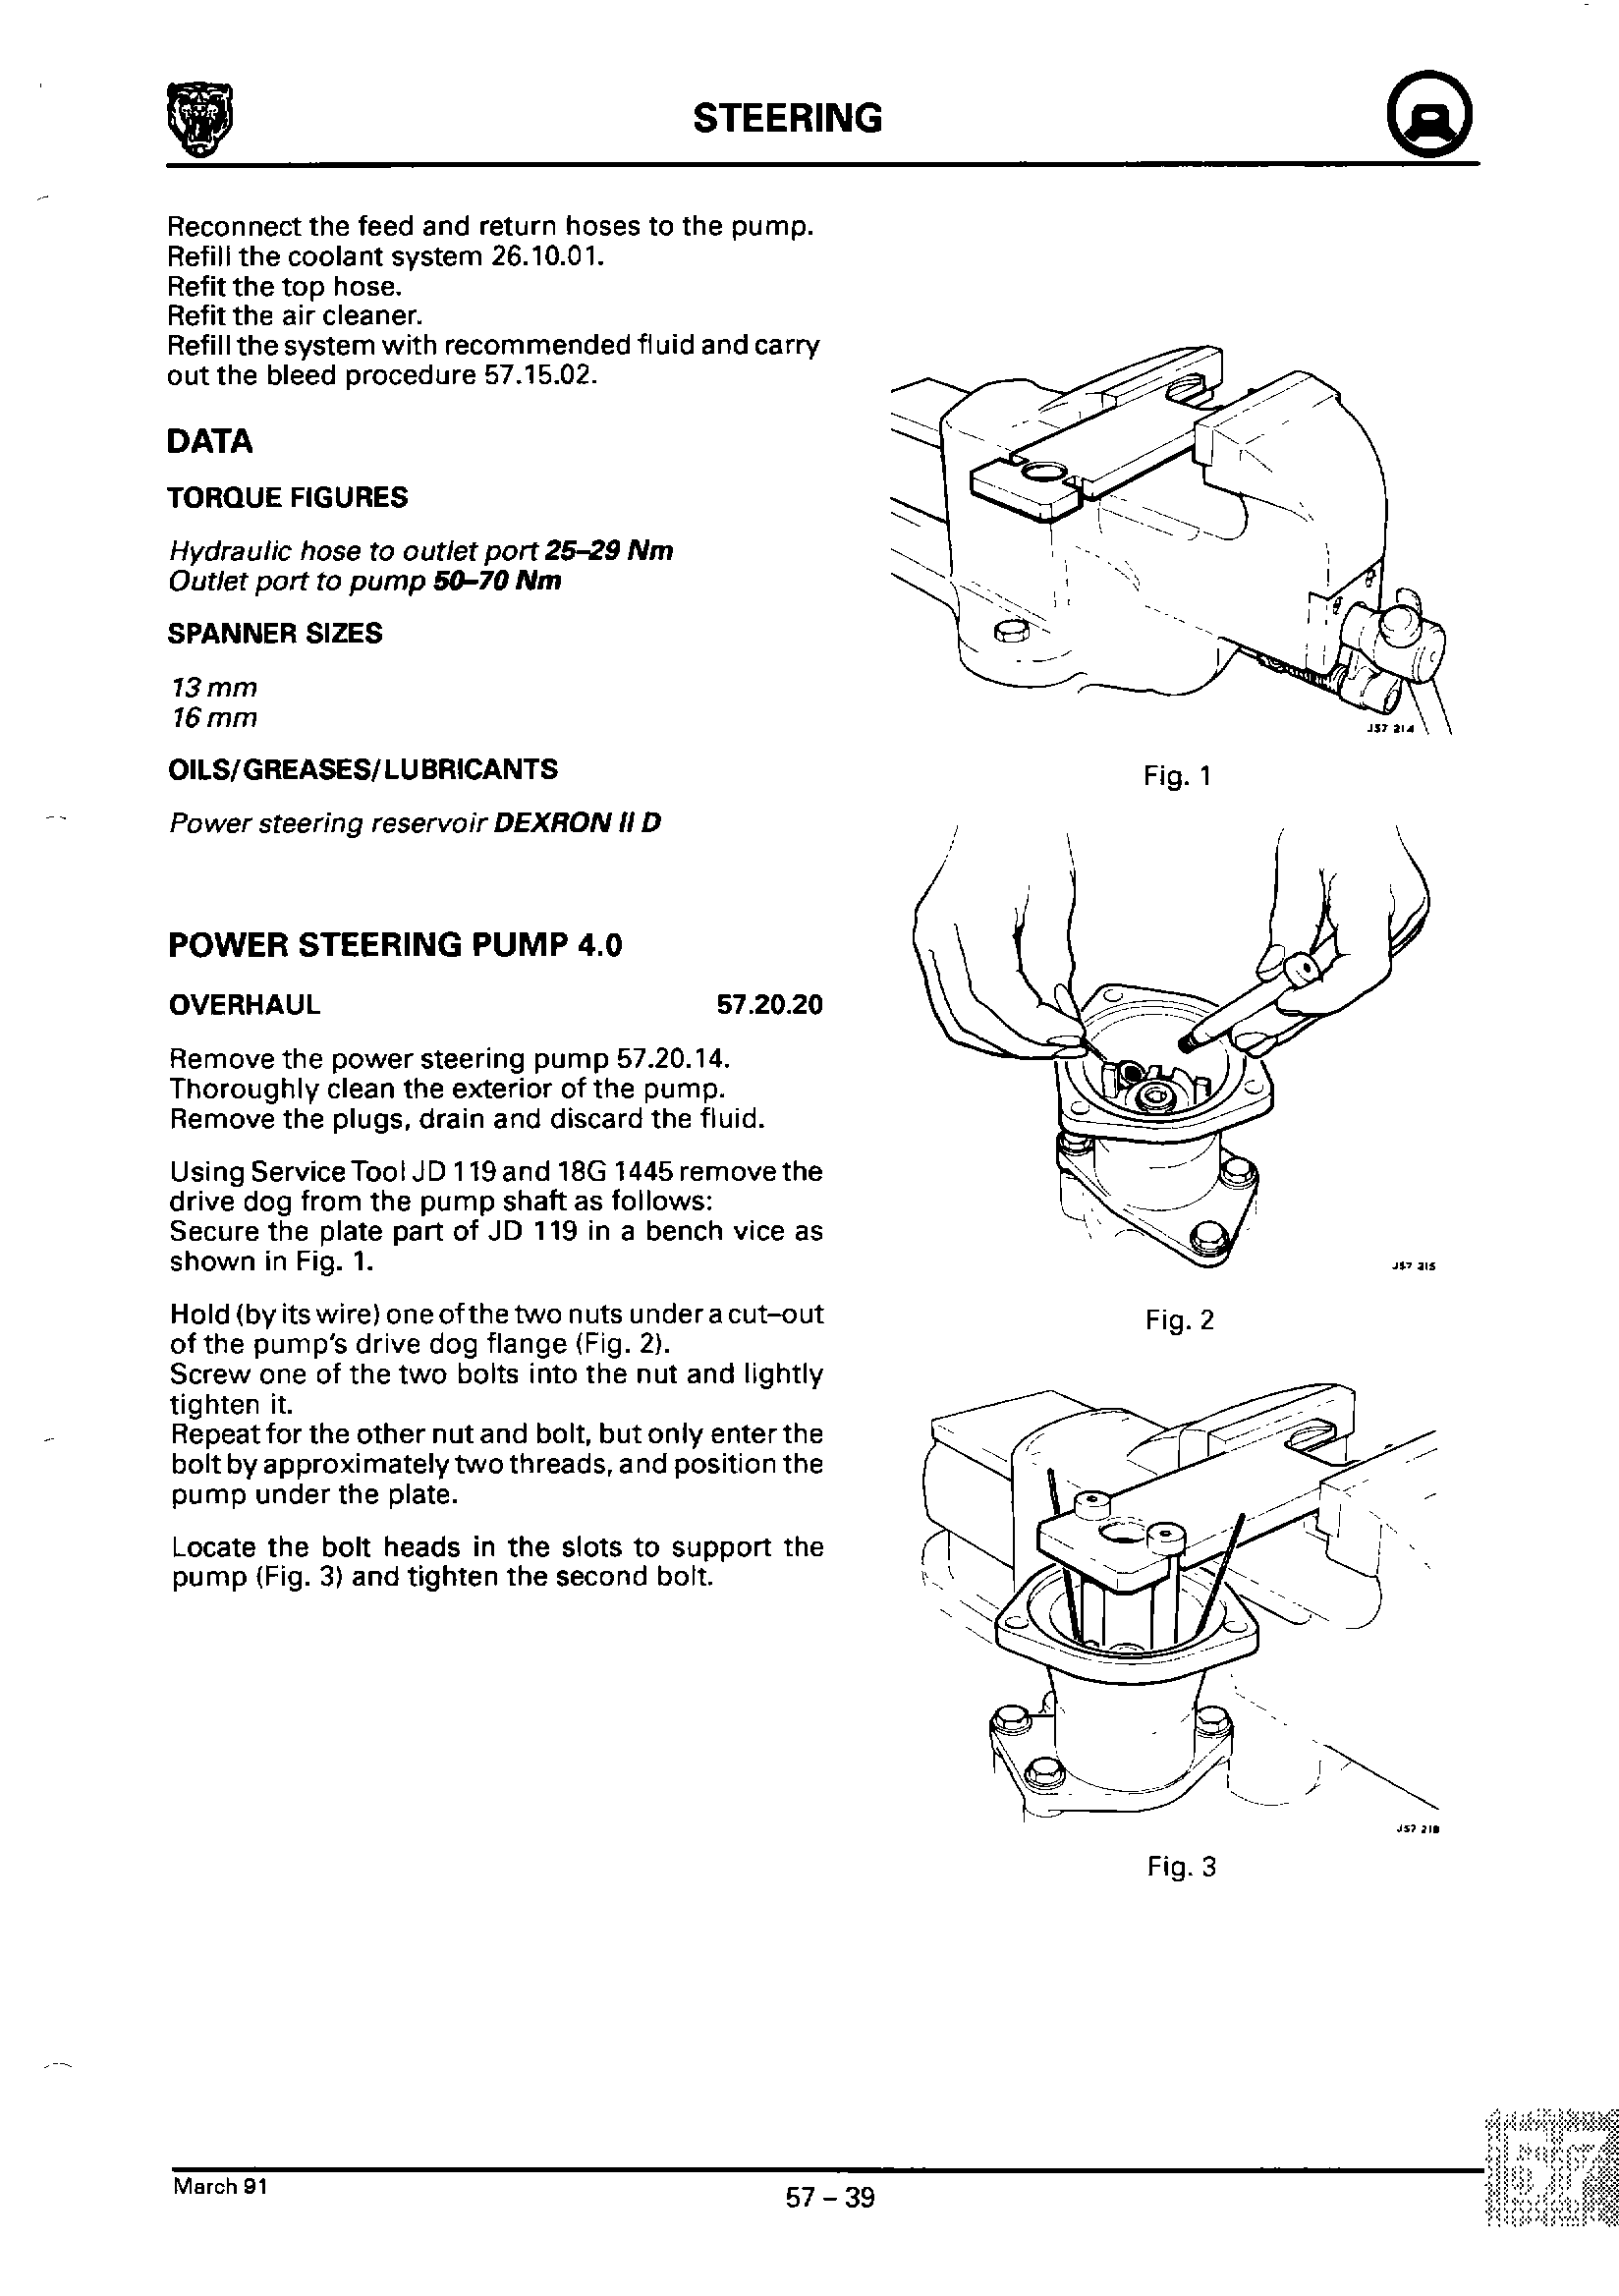 STEERING
Reconnect the feed and return hoses to the pump.
Refill the coolant system 26.10.01.
Refit the top hose.
Refit the air cleaner.
Refill the system with recommended fluid and carry
out the bleed procedure 57.15.02.
DATA
TORQUE FIGURES
Hydraulic hose to outlet port 25–29 Nm
Outlet port to pump 50–70 Nm
SPANNER SIZES
13 mm
16 mm
OILS/GREASES/LUBRICANTS
Power steering reservoir DEXRON II D
POWER STEERING PUMP 4.0
OVERHAUL 57.20.20
Remove the power steering pump 57.20.14.
Thoroughly clean the exterior of the pump.
Remove the plugs, drain and discard the fluid.
Using Service Tool JD 119 and 18G 1445 remove the
drive dog from the pump shaft as follows:
Secure the plate part of JD 119 in a bench vice as
shown in Fig. 1.
Hold (by its wire) one of the two nuts under a cut–out
of the pump's drive dog flange (Fig. 2).
Screw one of the two bolts into the nut and lightly
tighten it.
Repeat for the other nut and bolt, but only enter the
bolt by approximately two threads, and position the
pump under the plate.
Locate the bolt heads in the slots to support the
pump (Fig. 3) and tighten the second bolt.
J57 214
Fig. 1
J57 215
Fig. 2
Fig. 3
March 91
57 – 39
57